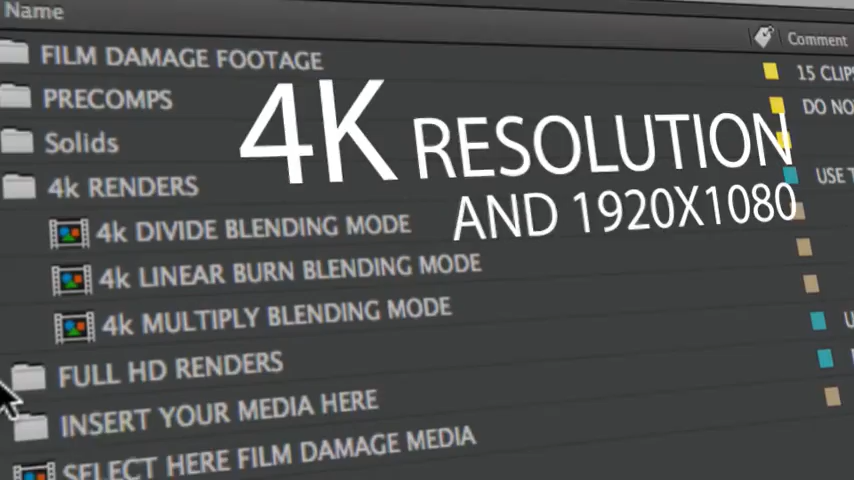 Name
Comment
FILM DAMAGE FOOTAGE
15 CLIPS
PRECOMPS
DO NO
Solids
4K RESOLUTION
AND 1920X1080
4k RENDERS
USE T
4k DIVIDE BLENDING MODE
4k LINEAR BURN BLENDING MODE
4k MULTIPLY BLENDING MODE
FULL HD RENDERS
INSERT YOUR MEDIA HERE
SELECT HERE FILM DAMAGE MEDIA